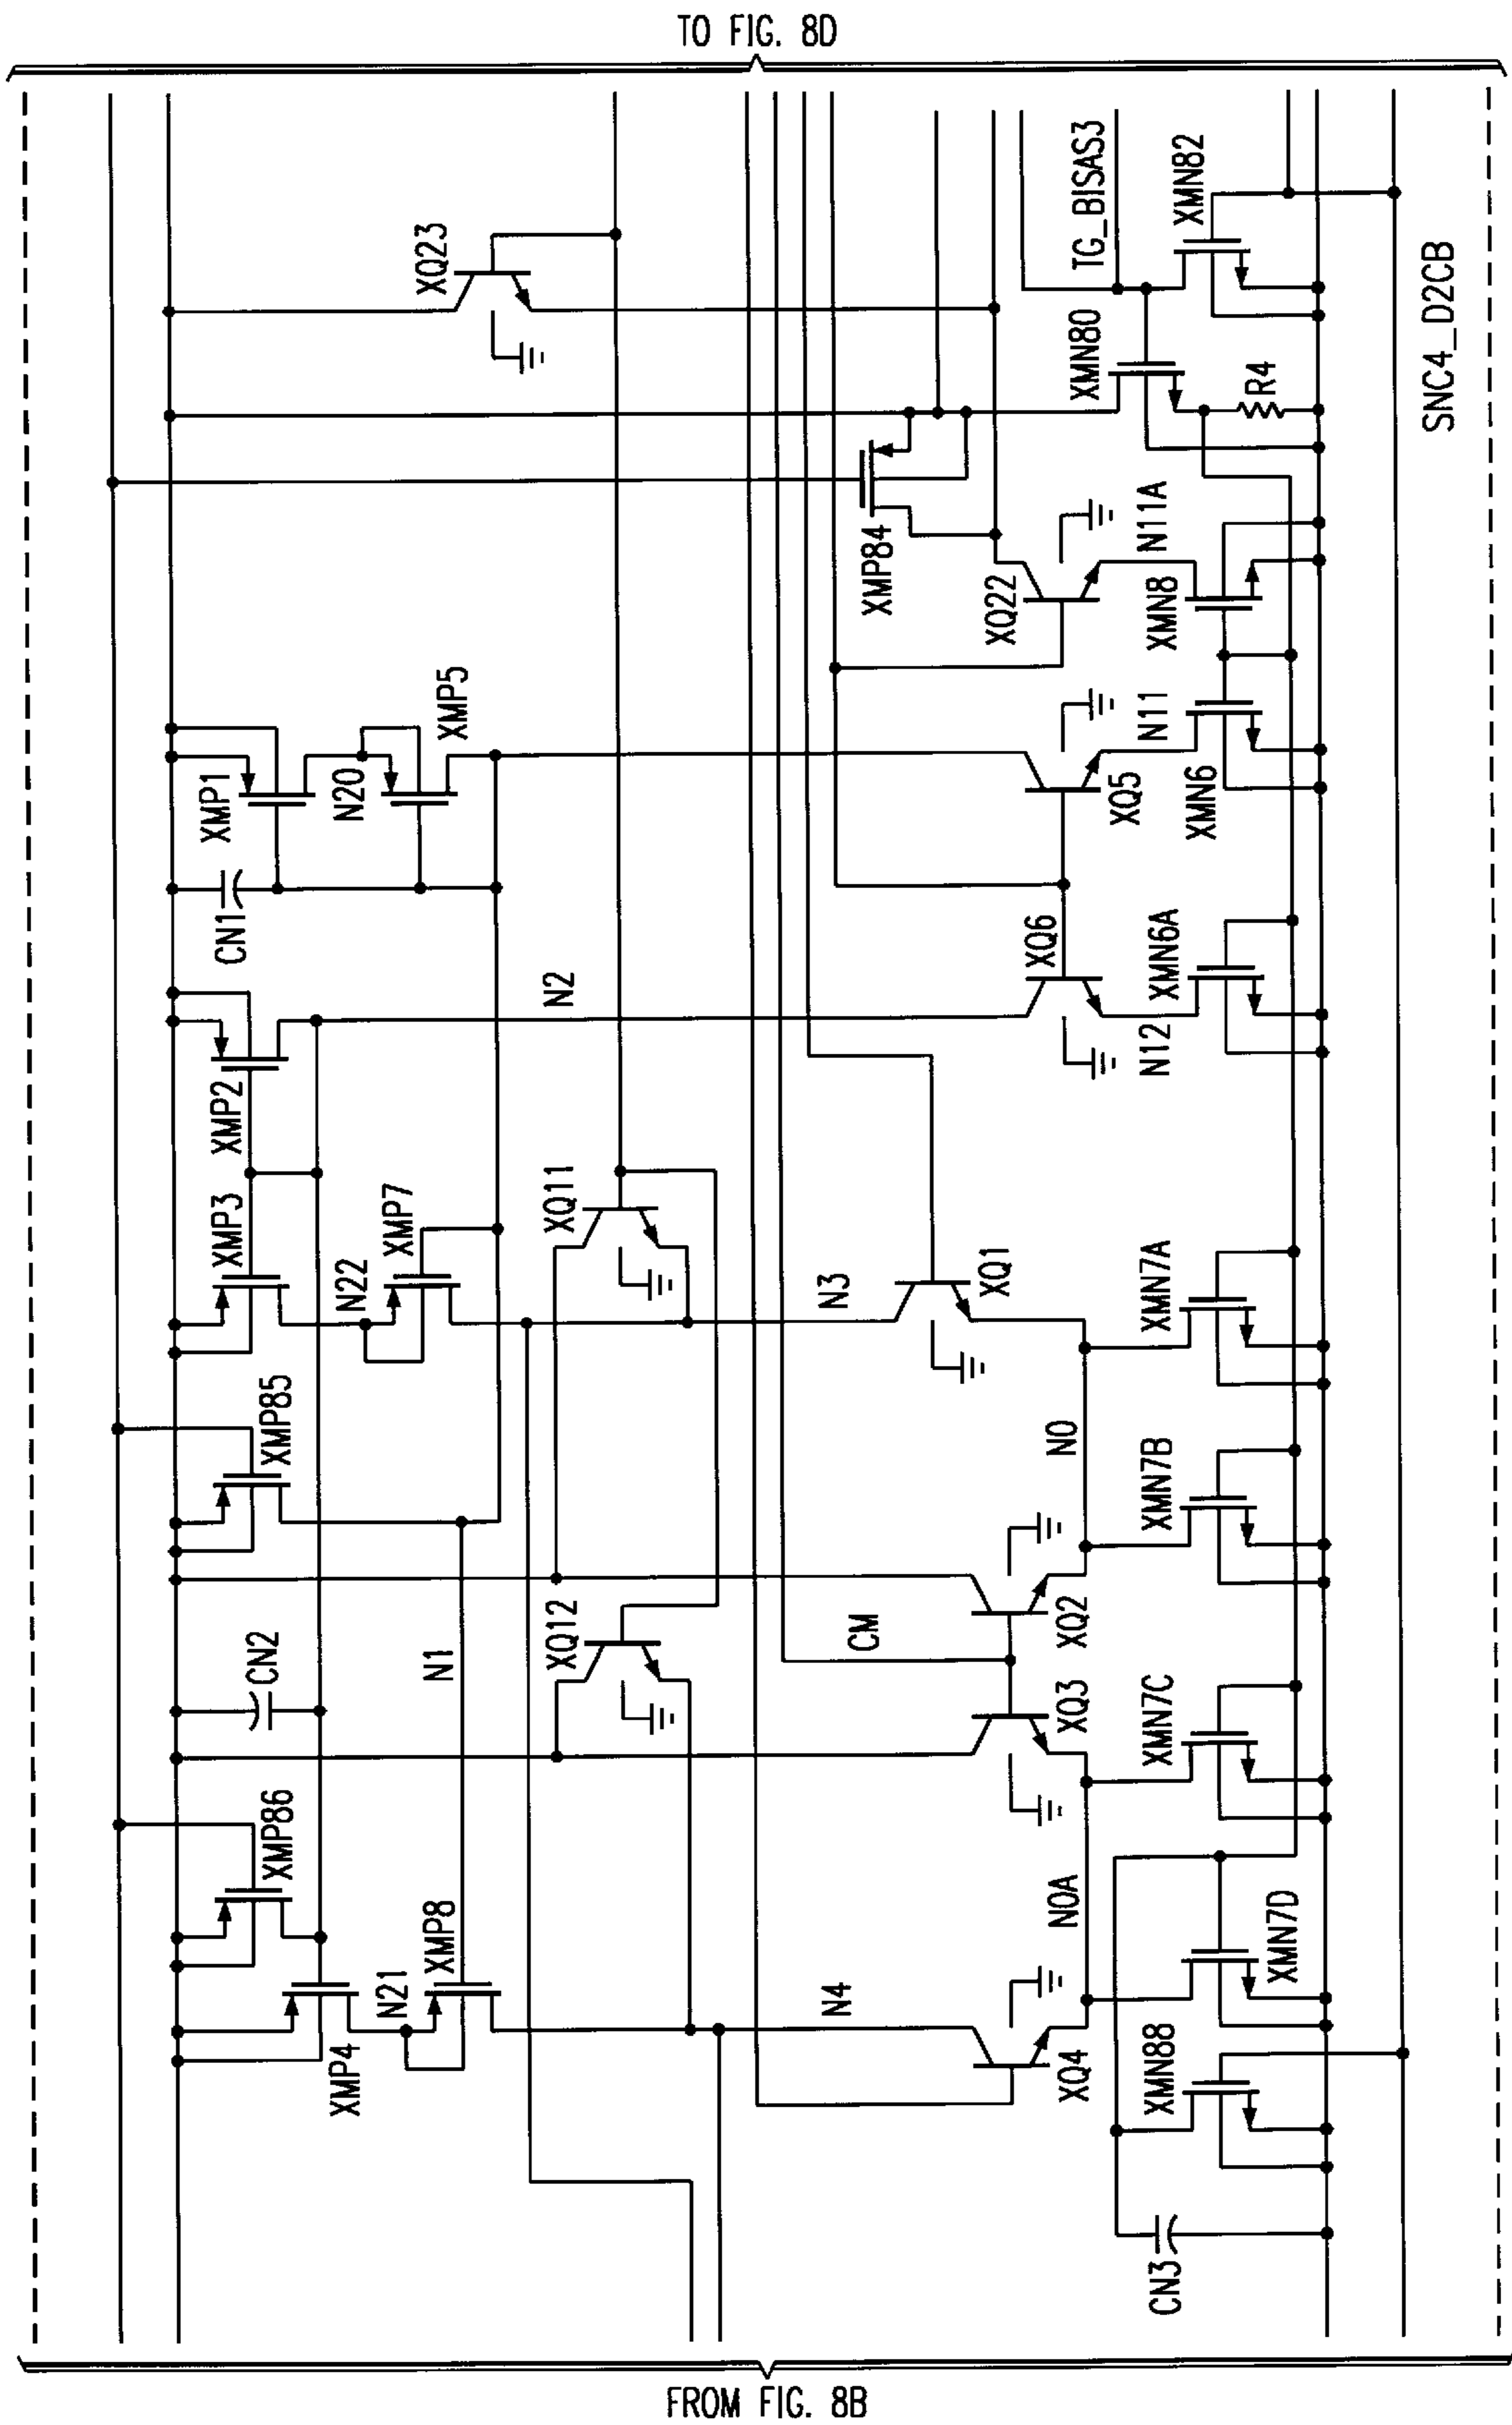 TO FIG. 8D
XQ23
TG_BISAS3
XMN82
XMN80
R4
SNC4_D2CB
XMP84
XQ22
N11A
XMN8
XMP1
N20
XMP5
CN1
XQ5
N11
XMN6
XQ6
N12
XMN6A
N2
XMP2
XMP3
N22
XMP7
XQ11
N3
XQ1
XMN7A
XMP85
N0
XMN7B
XQ2
CM
XQ12
N1
CN2
XQ3
XMN7C
XMP86
N0A
XMN7D
XMP8
N21
XMP4
N4
XQ4
XMN88
CN3
FROM FIG. 8B